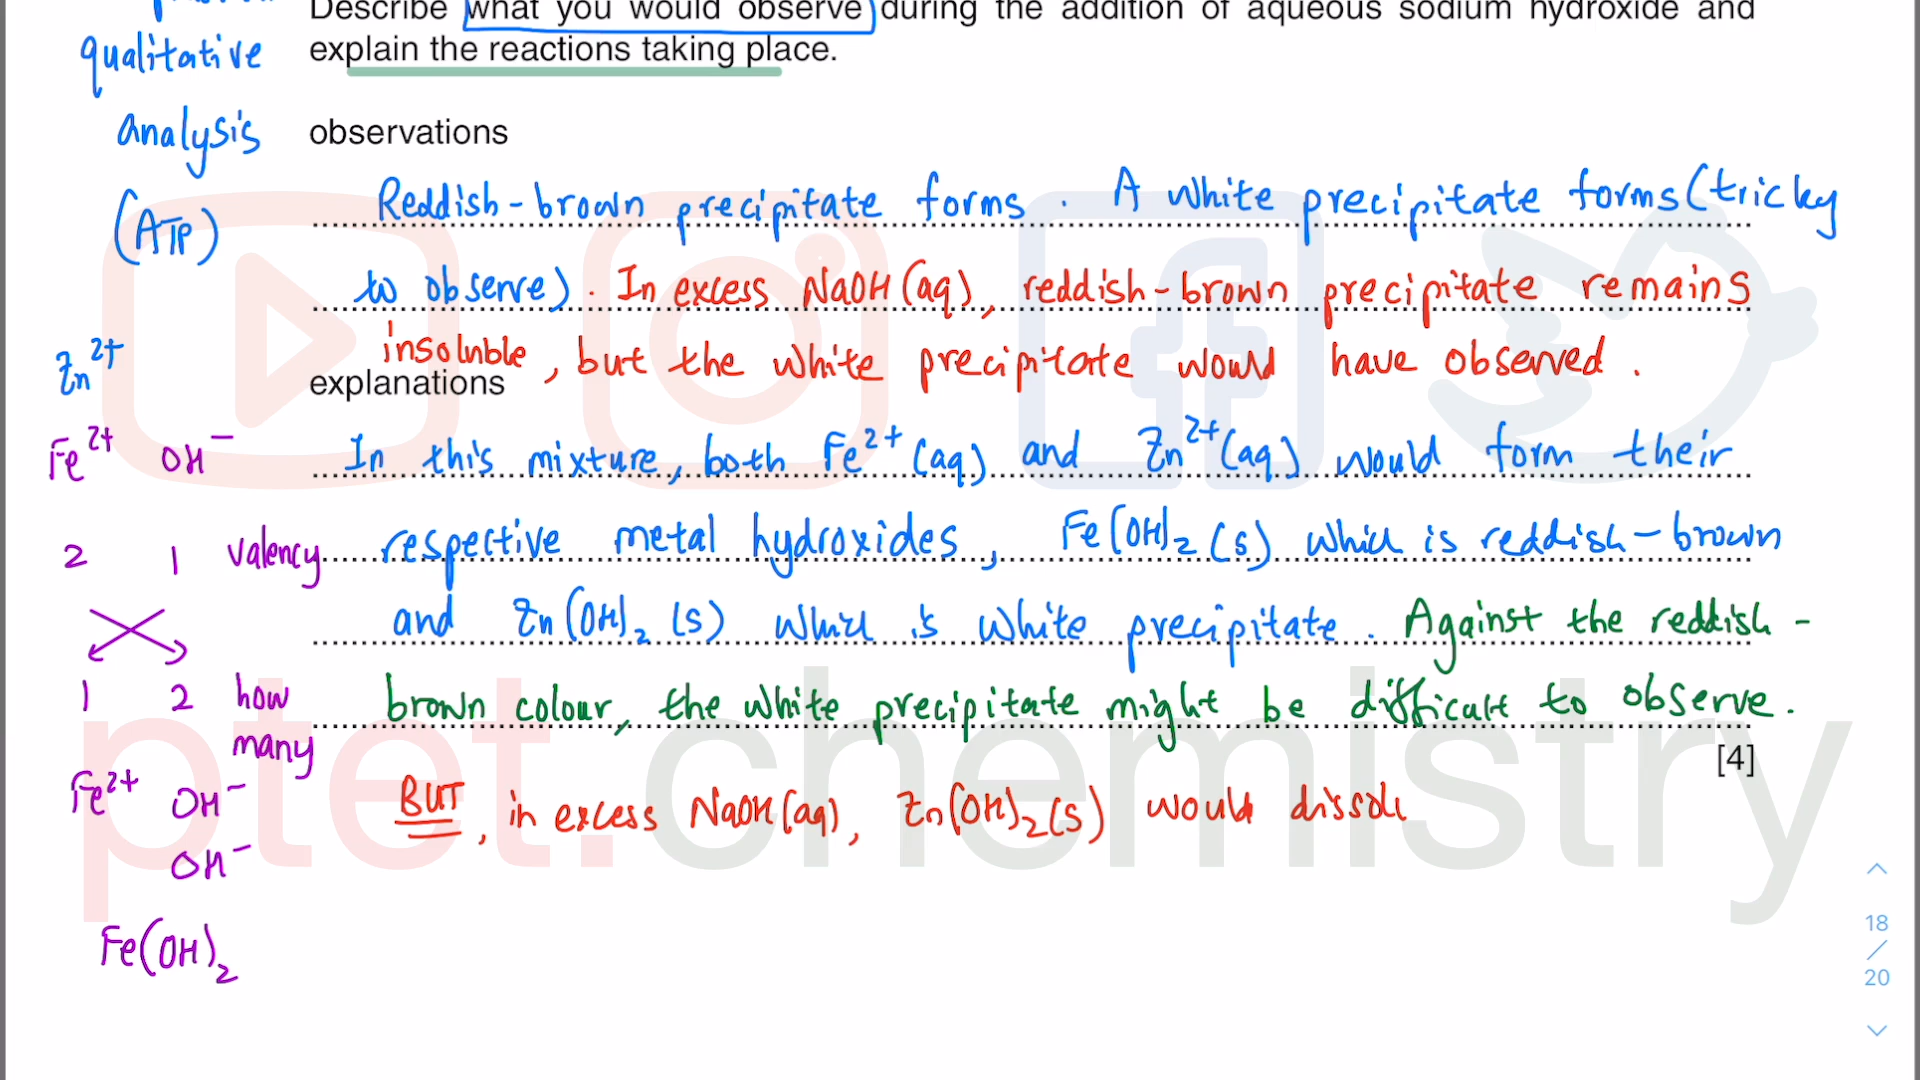 Describe what you would observe during the addition of aqueous sodium hydroxide and
qualitative explain the reactions taking place.
analysis observations
(ATP) Reddish-brown precipitate forms. A white precipitate forms (tricky
to observe). In excess NaOH(aq), reddish-brown precipitate remains
Zn²⁺ insoluble, but the white precipitate would have observed.
explanations
Fe²⁺ OH⁻ In this mixture, both Fe²⁺(aq) and Zn²⁺(aq) would form their
2 1 valency respective metal hydroxides, Fe(OH)₂(s) which is reddish-brown
and Zn(OH)₂(s) which is white precipitate. Against the reddish-
1 2 how brown colour, the white precipitate might be difficult to observe.
many
[4]
Fe²⁺ OH⁻ BUT, in excess NaOH(aq), Zn(OH)₂(s) would dissol
OH⁻
Fe(OH)₂
ptet.chemistry
18
/
20